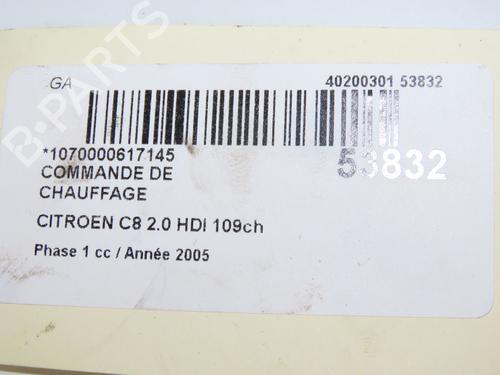 GA
40200301 53832
*1070000617145
53832
COMMANDE DE
CHAUFFAGE
CITROEN C8 2.0 HDI 109ch
Phase 1 cc / Année 2005
B-PARTS